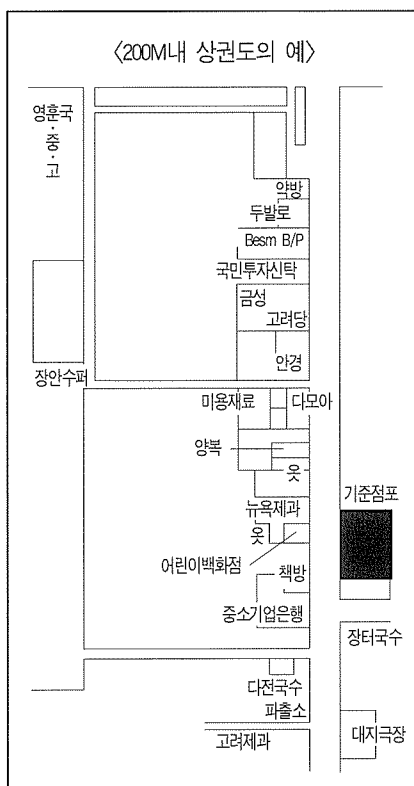 〈200M내 상권도의 예〉
영훈국
·
중
·
고
약방
두발로
Besm B/P
국민투자신탁
금성
고려당
안경
장안수퍼
미용재료 다모아
양복
옷
기준점포
뉴욕제과
옷
어린이백화점
책방
중소기업은행
장터국수
다전국수
파출소
대지극장
고려제과